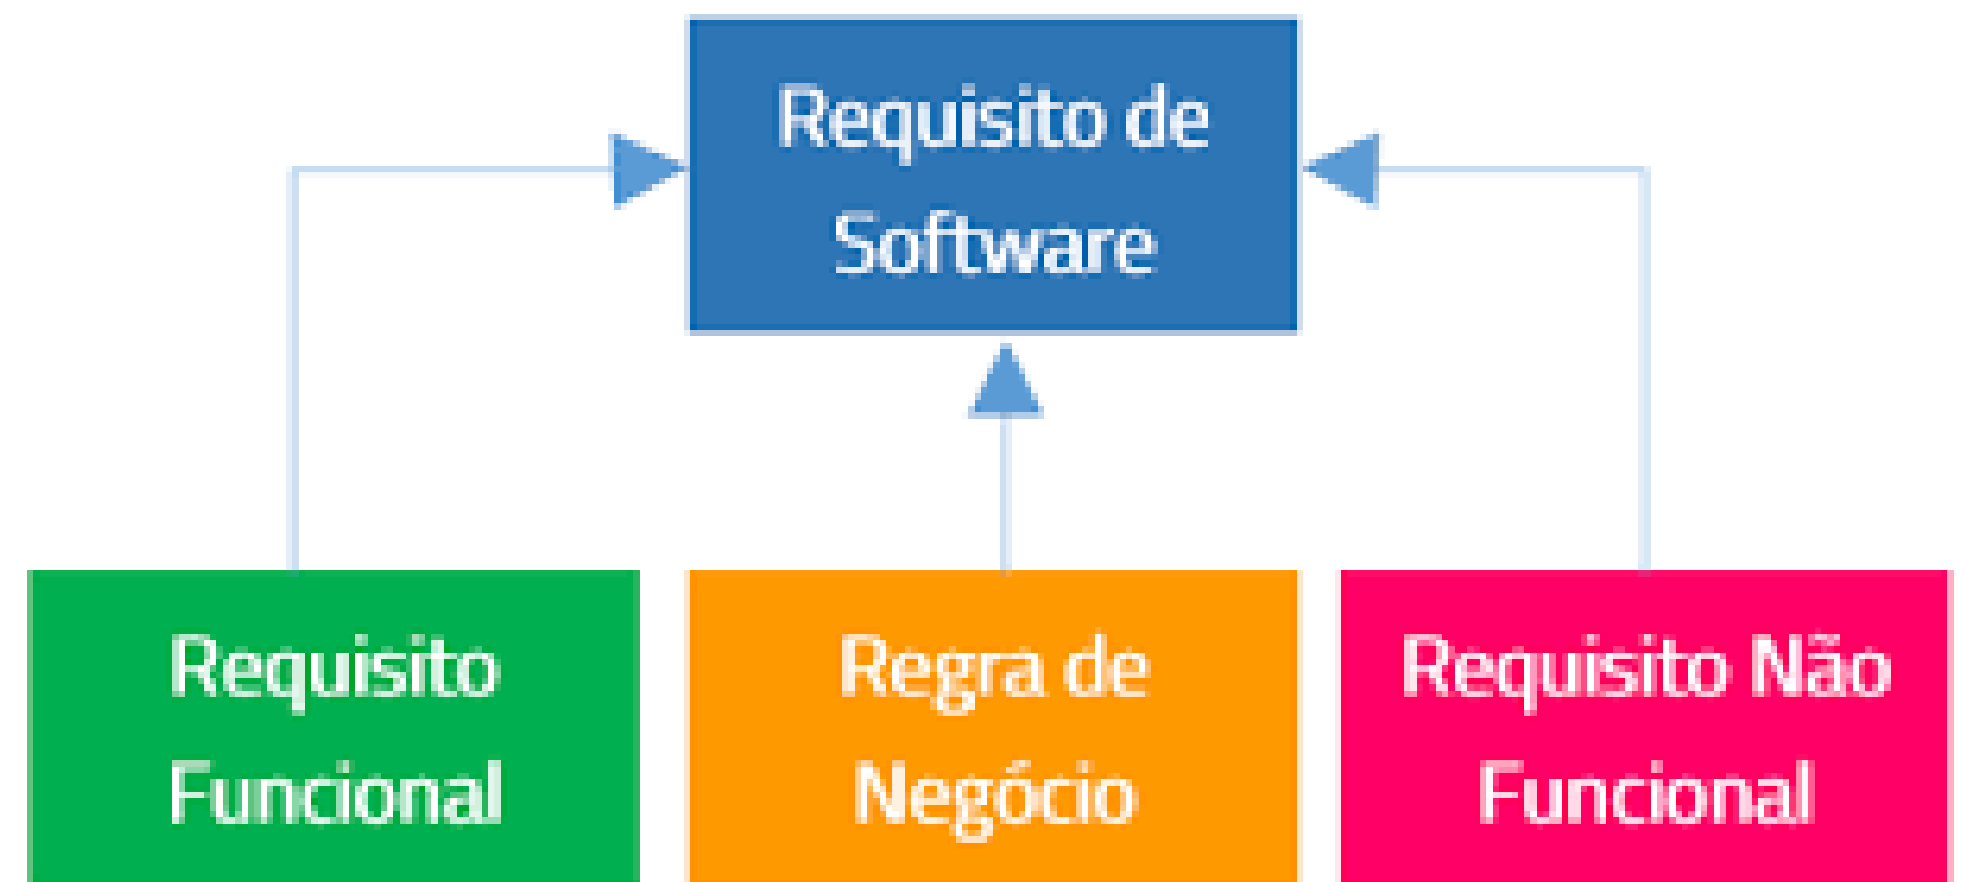 Requisito de
Software
Requisito
Funcional
Regra de
Negócio
Requisito Não
Funcional